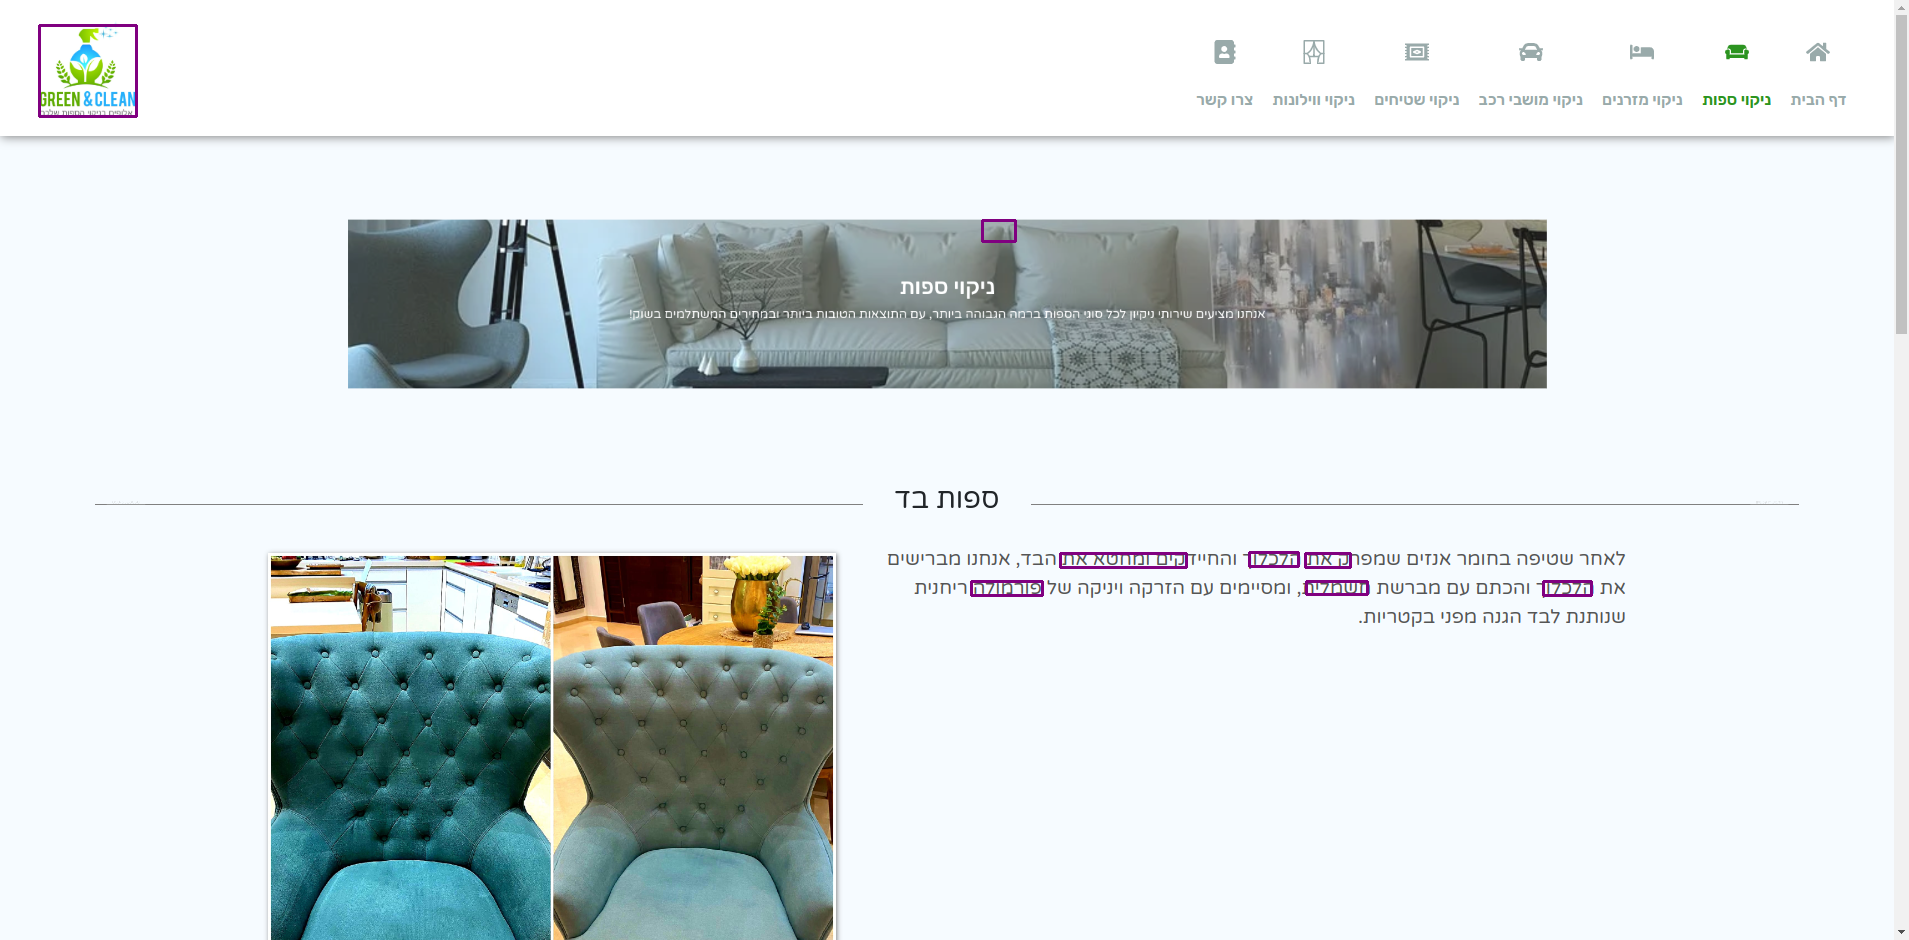 GREEN & CLEAN
אלופים בניקוי הספות שלכם
דף הבית
ניקוי ספות
ניקוי מזרנים
ניקוי מושבי רכב
ניקוי שטיחים
ניקוי ווילונות
צרו קשר
ניקוי ספות
אנחנו מציעים שירותי ניקיון לכל סוגי הספות ברמה הגבוהה ביותר, עם התוצאות הטובות ביותר ובמחירים המשתלמים בשוק!
ספות בד
לאחר שטיפה בחומר אנזים שמפרק את הלכלוך והחיידקים ומחטא את הבד, אנחנו מברישים
את הלכלוך והכתם עם מברשת חשמלית, ומסיימים עם הזרקה ויניקה של פורמולה ריחנית
שנותנת לבד הגנה מפני בקטריות.